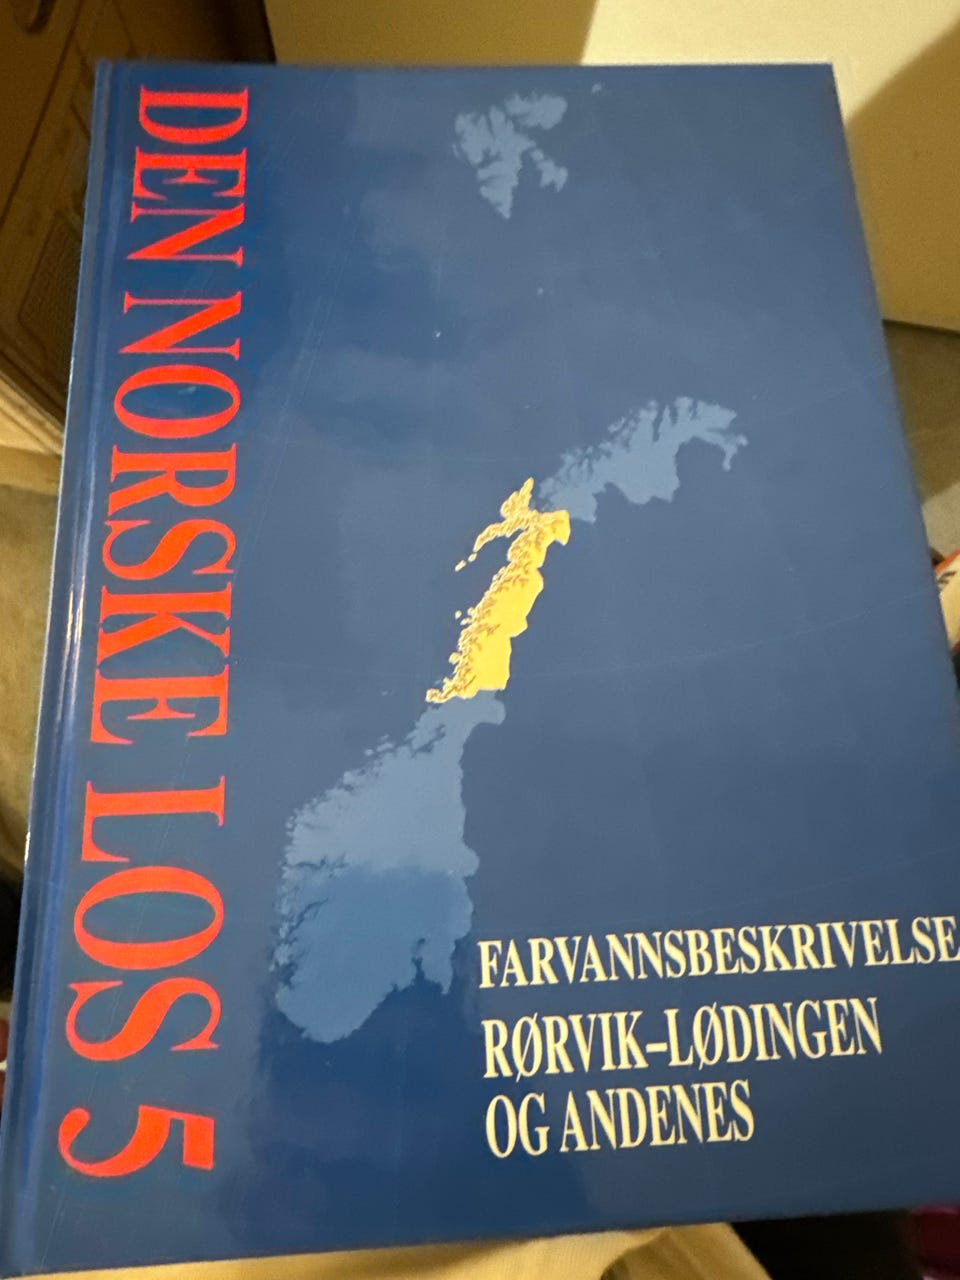 DEN NORSKE LOS 5
FARVANNSBESKRIVELSE
RØRVIK–LØDINGEN
OG ANDENES